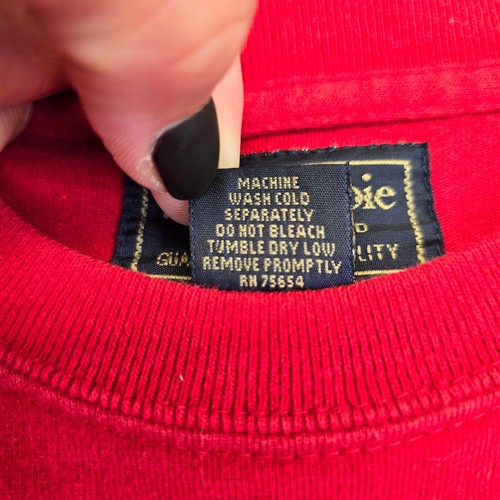 MACHINE
WASH COLD
SEPARATELY
DO NOT BLEACH
TUMBLE DRY LOW
REMOVE PROMPTLY
RN 75654